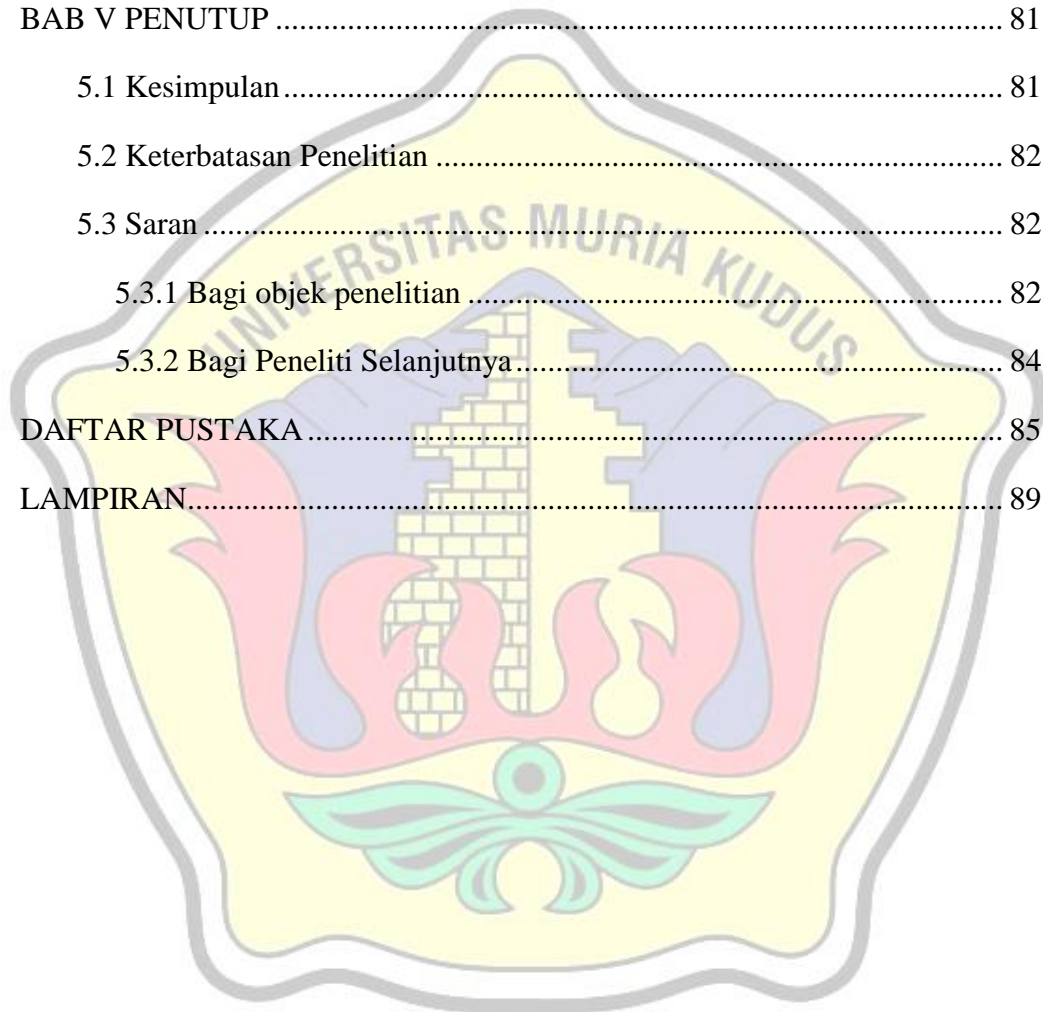 BAB V PENUTUP ........................................................................................... 81
5.1 Kesimpulan ........................................................................................... 81
5.2 Keterbatasan Penelitian ....................................................................... 82
5.3 Saran ..................................................................................................... 82
5.3.1 Bagi objek penelitian ................................................................... 82
5.3.2 Bagi Peneliti Selanjutnya ............................................................. 84
DAFTAR PUSTAKA ....................................................................................... 85
LAMPIRAN ...................................................................................................... 89
UNIVERSITAS MURIA KUDUS